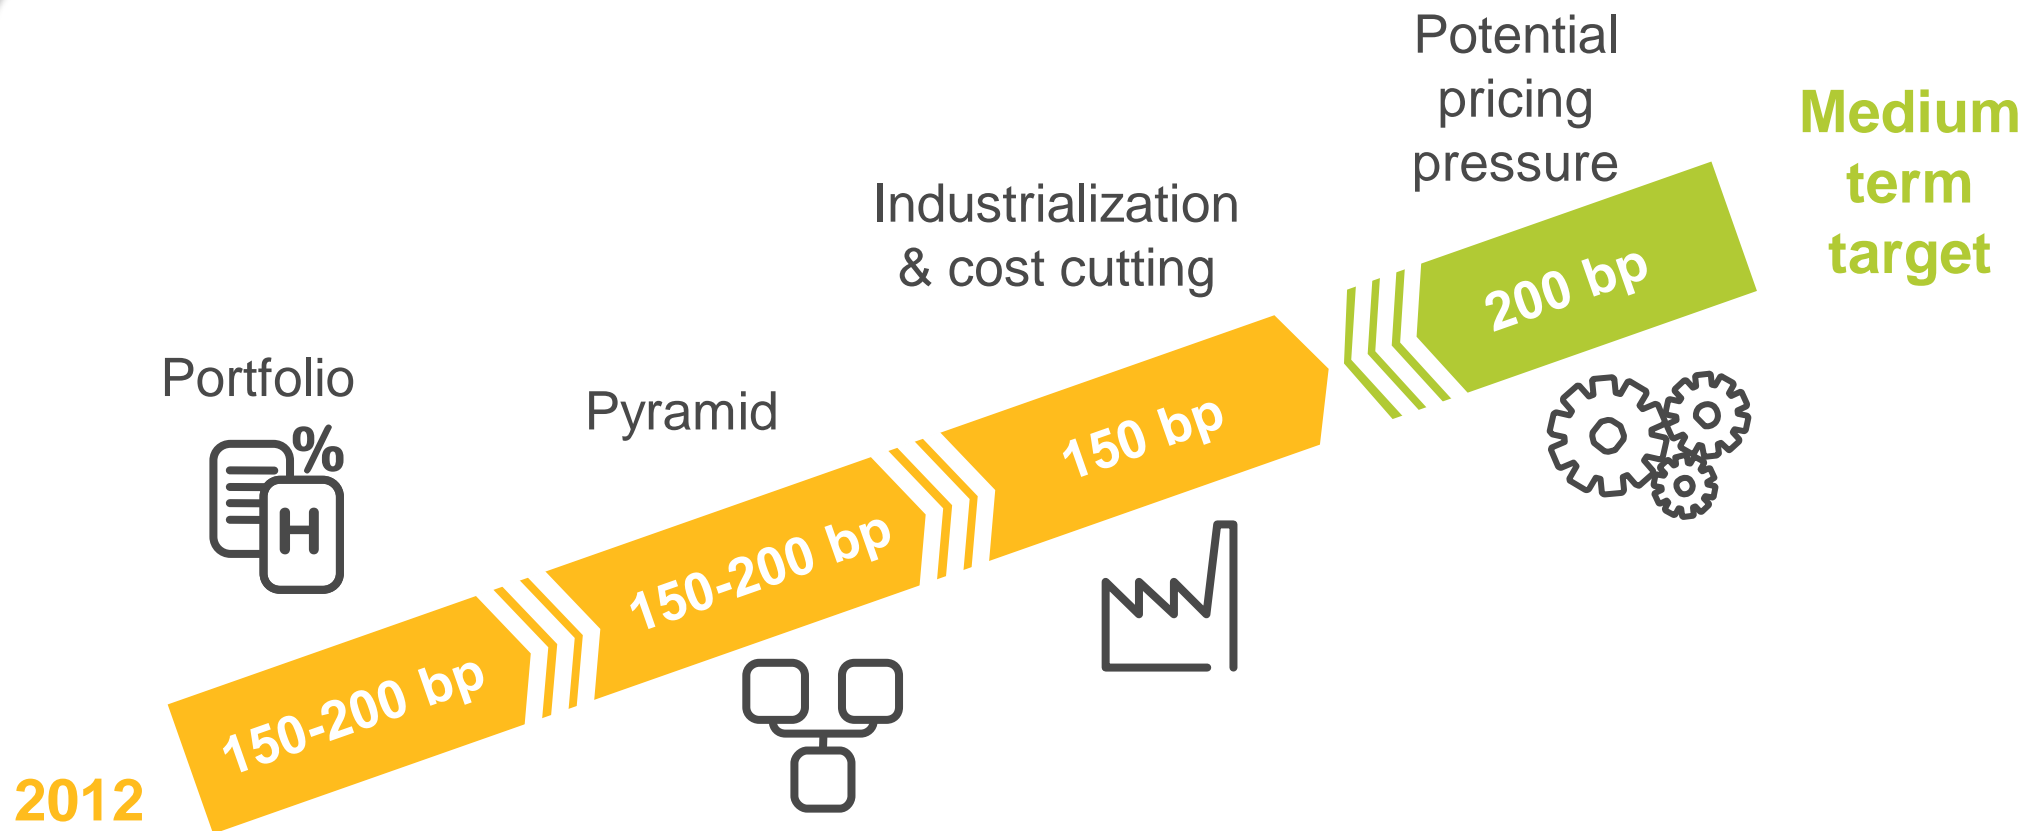 Potential
pricing
pressure
Medium
term
target
Industrialization
& cost cutting
200 bp
Portfolio
%
H
Pyramid
150 bp
150-200 bp
150-200 bp
2012